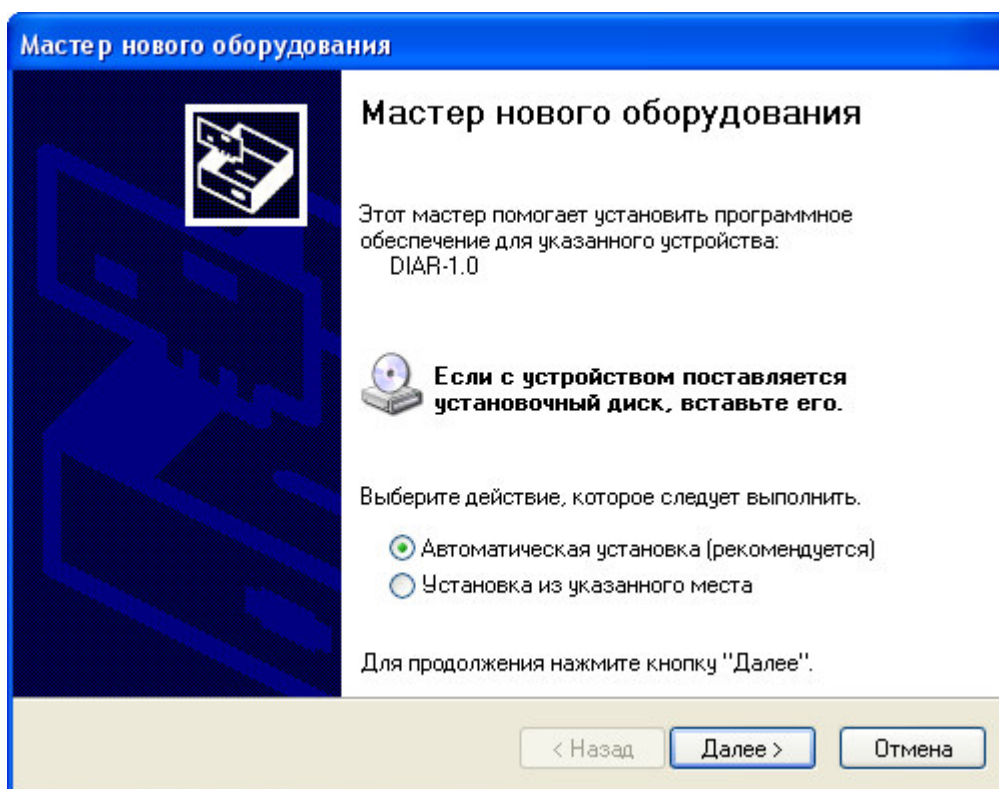 Мастер нового оборудования
Мастер нового оборудования
Этот мастер помогает установить программное
обеспечение для указанного устройства:
DIAR-1.0
Если с устройством поставляется
установочный диск, вставьте его.
Выберите действие, которое следует выполнить.
Автоматическая установка (рекомендуется)
Установка из указанного места
Для продолжения нажмите кнопку "Далее".
< Назад Далее > Отмена